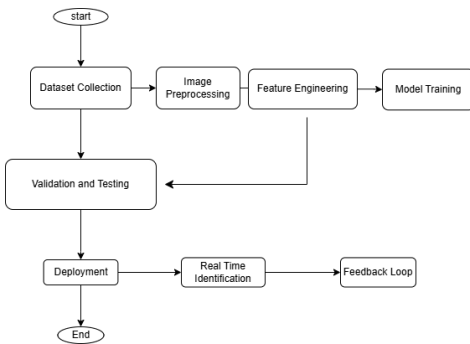 start
Dataset Collection
Image
Preprocessing
Feature Engineering
Model Training
Validation and Testing
Deployment
Real Time
Identification
Feedback Loop
End